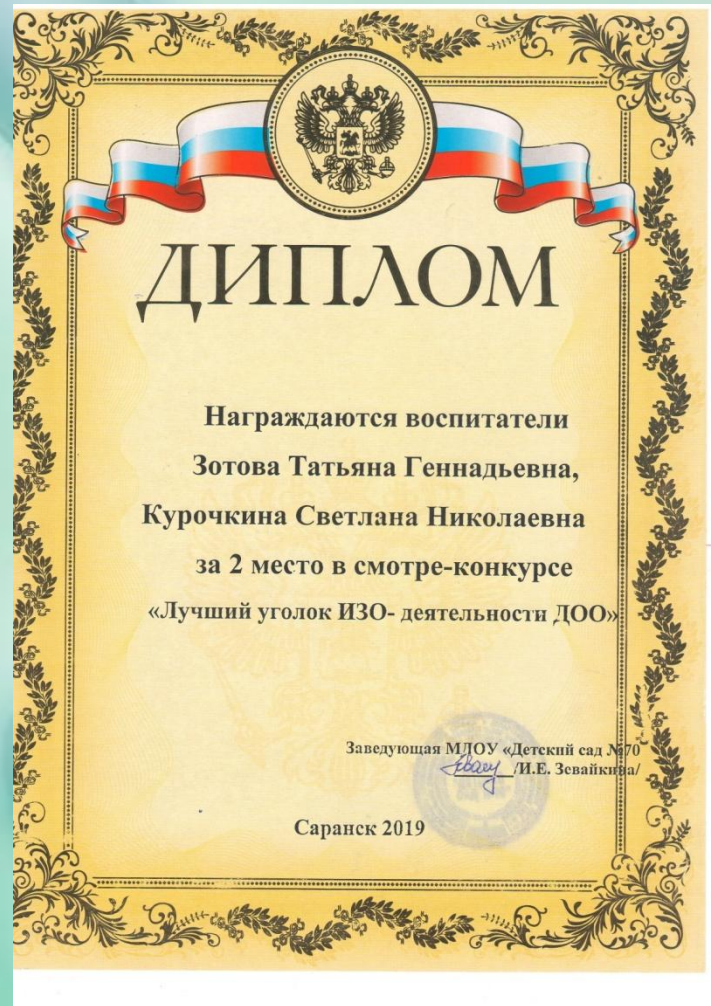 ДИПЛОМ
Награждаются воспитатели
Зотова Татьяна Геннадьевна,
Курочкина Светлана Николаевна
за 2 место в смотре-конкурсе
«Лучший уголок ИЗО- деятельности ДОО»
Заведующая МДОУ «Детский сад №70
/И.Е. Зевайкина/
Саранск 2019